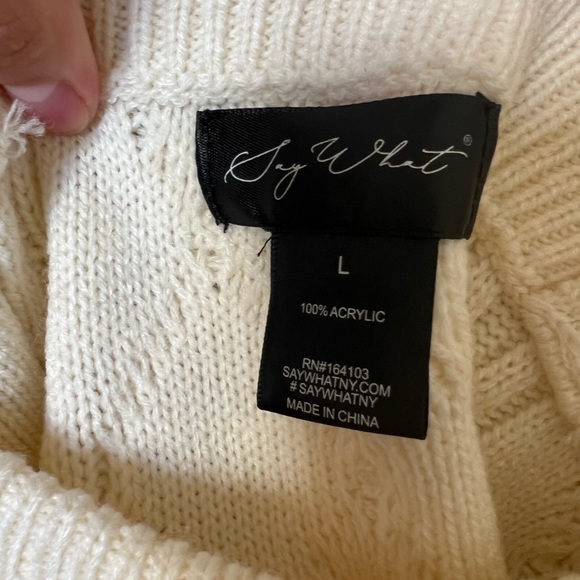 Say What®
L
100% ACRYLIC
RN#164103
SAYWHATNY.COM
# SAYWHATNY
MADE IN CHINA